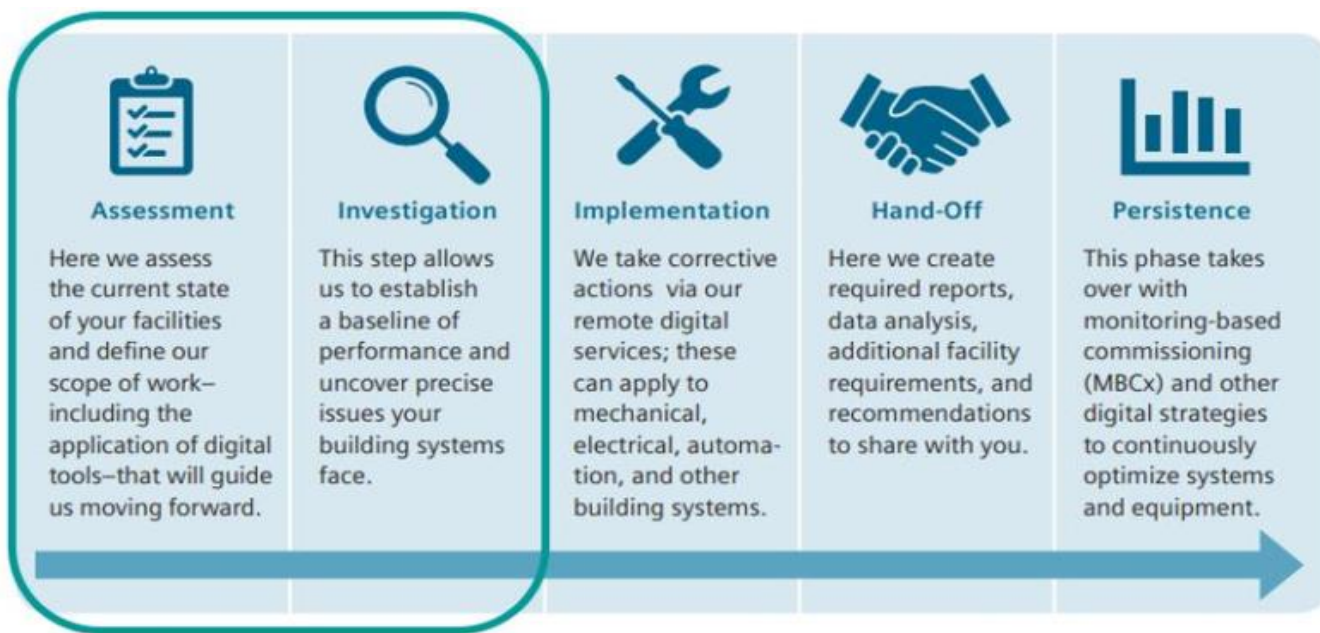 Assessment
Here we assess
the current state
of your facilities
and define our
scope of work–
including the
application of digital
tools–that will guide
us moving forward.
Investigation
This step allows
us to establish
a baseline of
performance and
uncover precise
issues your
building systems
face.
Implementation
We take corrective
actions via our
remote digital
services; these
can apply to
mechanical,
electrical, automa-
tion, and other
building systems.
Hand-Off
Here we create
required reports,
data analysis,
additional facility
requirements, and
recommendations
to share with you.
Persistence
This phase takes
over with
monitoring-based
commissioning
(MBCx) and other
digital strategies
to continuously
optimize systems
and equipment.